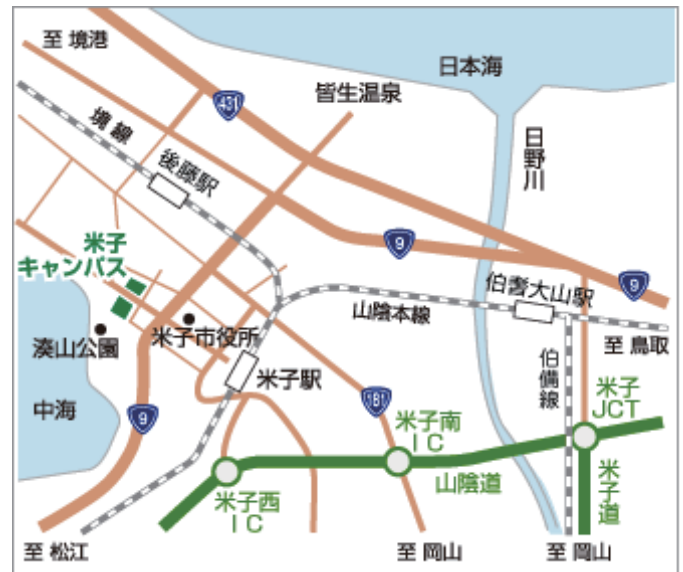 至 境港
日本海
皆生温泉
431
境線
日野川
後藤駅
9
米子
キャンパス
9
伯耆大山駅
山陰本線
至 鳥取
湊山公園
米子市役所
米子駅
伯備線
米子
JCT
中海
9
181
米子南
IC
山陰道
米子道
米子西
IC
至 松江
至 岡山
至 岡山